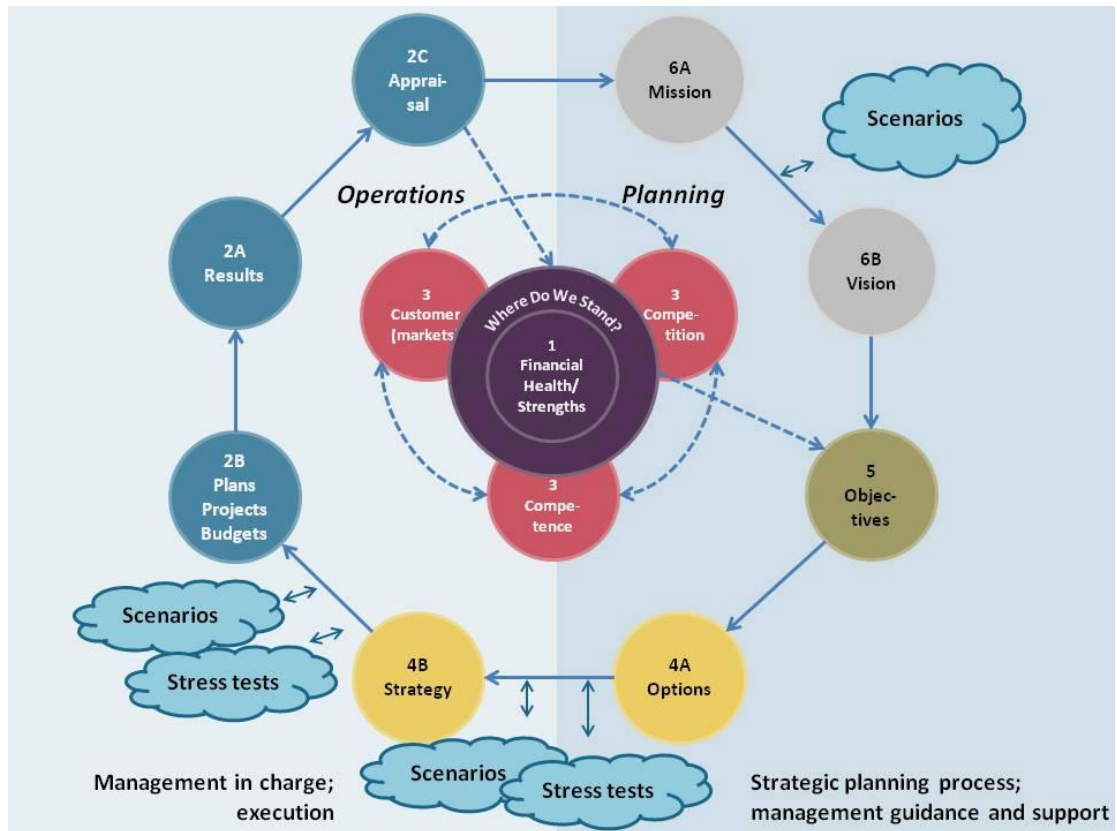 2C
Apprai-
sal
6A
Mission
Scenarios
Operations
Planning
2A
Results
6B
Vision
3
Customer
(markets)
Where Do We Stand?
3
Compe-
tition
1
Financial
Health/
Strengths
2B
Plans
Projects
Budgets
3
Compe-
tence
5
Objec-
tives
Scenarios
Stress tests
4B
Strategy
4A
Options
Scenarios
Stress tests
Management in charge;
execution
Strategic planning process;
management guidance and support